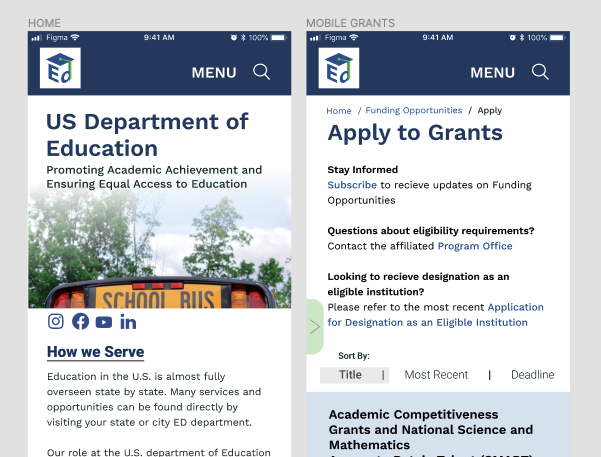 HOME
Figma
9:41 AM
100%
Ed
MENU
US Department of
Education
Promoting Academic Achievement and
Ensuring Equal Access to Education
SCHOOL BUS
in
How we Serve
Education in the U.S. is almost fully
overseen state by state. Many services and
opportunities can be found directly by
visiting your state or city ED department.
Our role at the U.S. department of Education
MOBILE GRANTS
Figma
9:41 AM
100%
Ed
MENU
Home / Funding Opportunities / Apply
Apply to Grants
Stay Informed
Subscribe to recieve updates on Funding
Opportunities
Questions about eligibility requirements?
Contact the affiliated Program Office
Looking to recieve designation as an
eligible institution?
Please refer to the most recent Application
for Designation as an Eligible Institution
Sort By:
Title | Most Recent | Deadline
Academic Competitiveness
Grants and National Science and
Mathematics